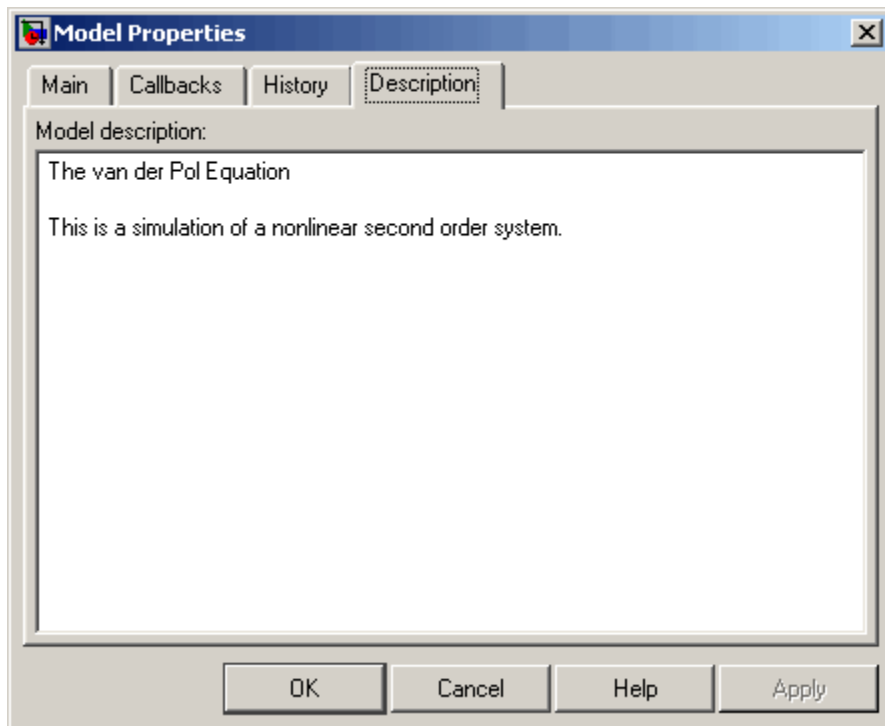 Model Properties
Main Callbacks History Description
Model description:
The van der Pol Equation
This is a simulation of a nonlinear second order system.
OK Cancel Help Apply